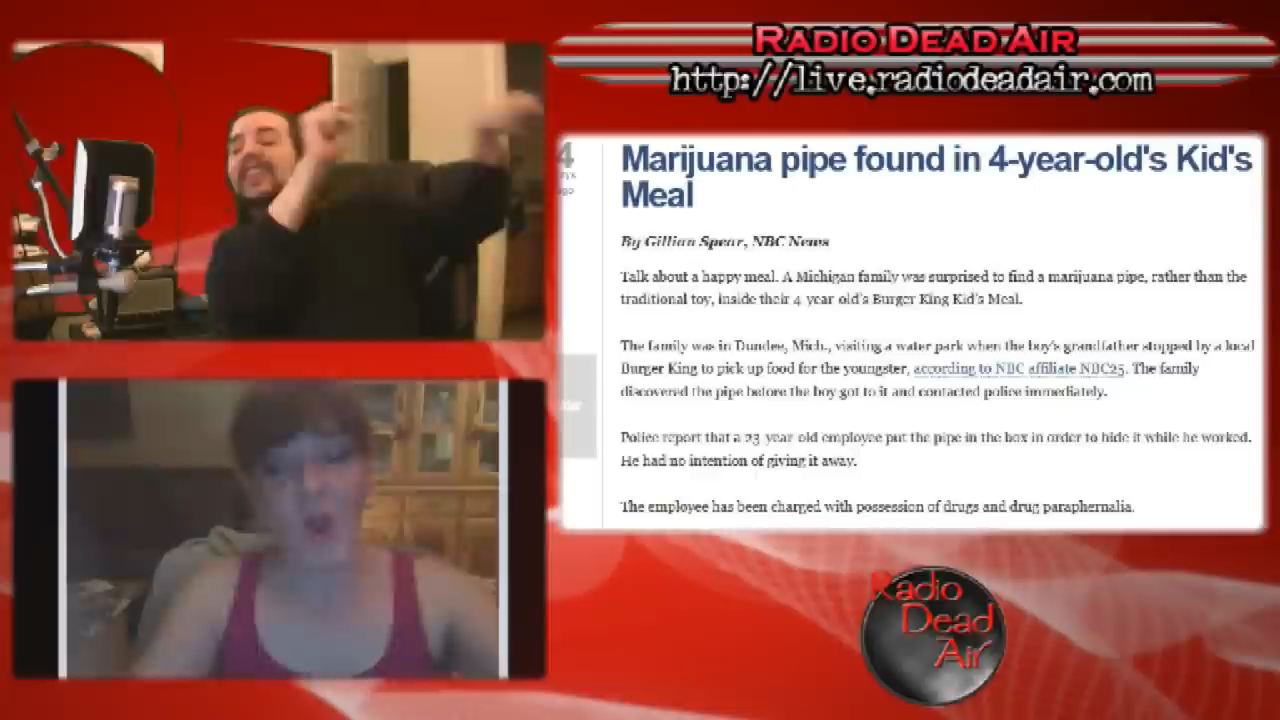 RADIO DEAD AIR
http://live.radiodeadair.com
4
ago
Marijuana pipe found in 4-year-old's Kid's
Meal
By Gillian Spear, NBC News
Talk about a happy meal. A Michigan family was surprised to find a marijuana pipe, rather than the
traditional toy, inside their 4-year-old's Burger King Kid's Meal.
The family was in Dundee, Mich., visiting a water park when the boy's grandfather stopped by a local
Burger King to pick up food for the youngster, according to NBC affiliate NBC25. The family
discovered the pipe before the boy got to it and contacted police immediately.
Police report that a 23-year-old employee put the pipe in the box in order to hide it while he worked.
He had no intention of giving it away.
The employee has been charged with possession of drugs and drug paraphernalia.
Radio
Dead
Air